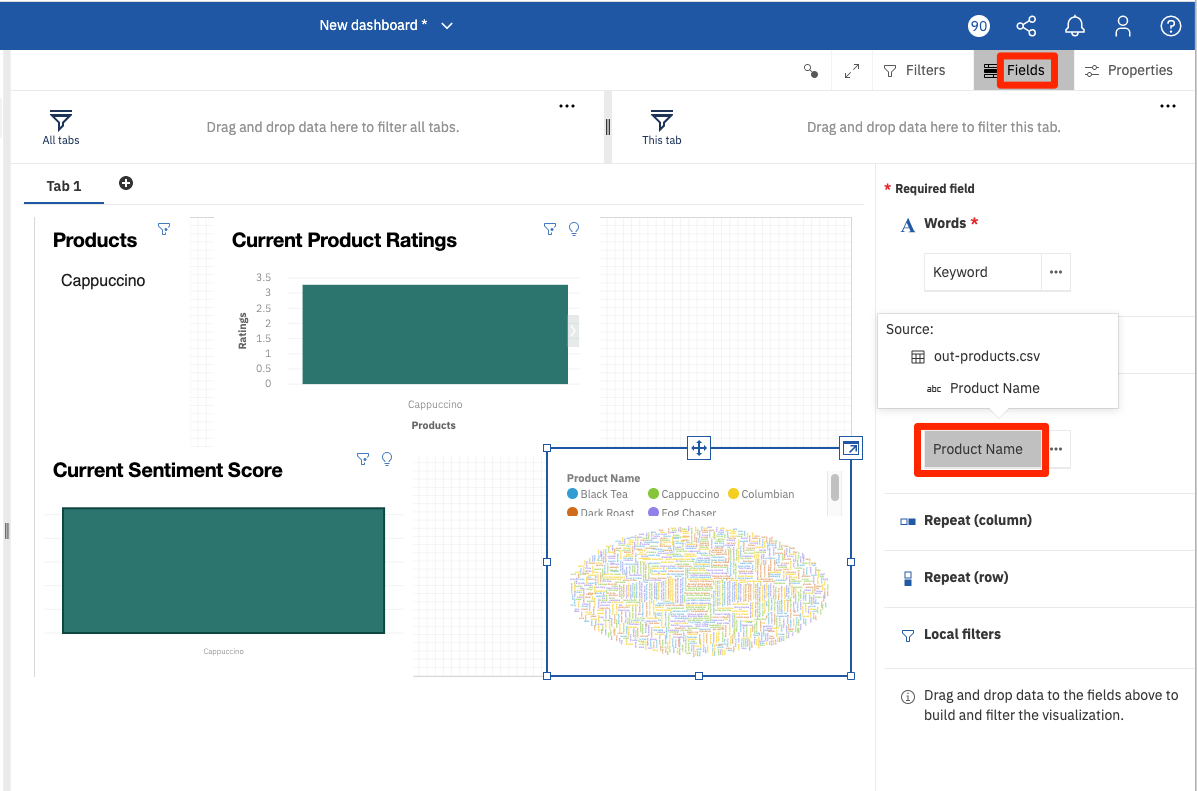 New dashboard *
90
Filters
Fields
Properties
All tabs
Drag and drop data here to filter all tabs.
This tab
Drag and drop data here to filter this tab.
Tab 1
Products
Cappuccino
Current Product Ratings
3.5
3
2.5
2
1.5
1
0.5
0
Ratings
Cappuccino
Products
Current Sentiment Score
Cappuccino
Product Name
Black Tea
Cappuccino
Columbian
Dark Roast
Fog Chaser
* Required field
A Words *
Keyword
Source:
out-products.csv
abc Product Name
Product Name
Repeat (column)
Repeat (row)
Local filters
Drag and drop data to the fields above to
build and filter the visualization.